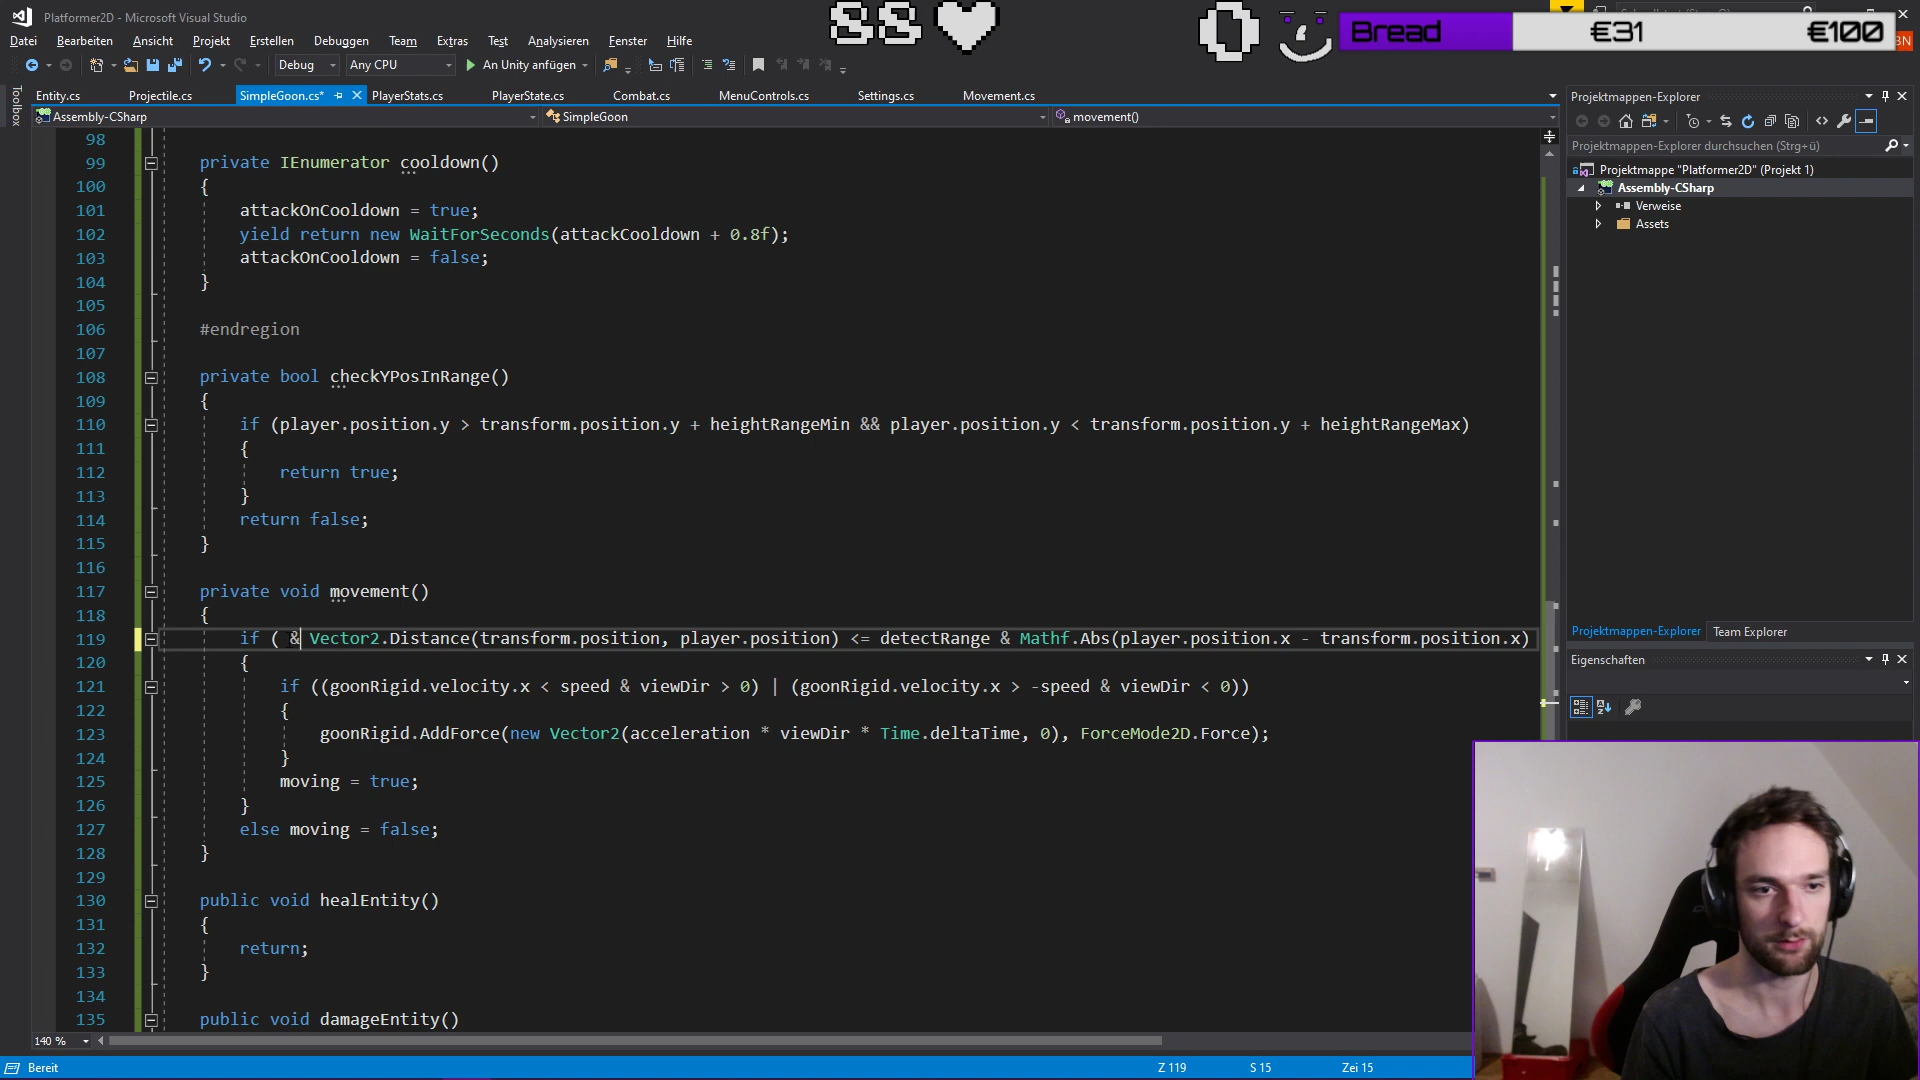 Platformer2D - Microsoft Visual Studio
Datei Bearbeiten Ansicht Projekt Erstellen Debuggen Team Extras Test Analysieren Fenster Hilfe
Bread €31 €100
Debug Any CPU An Unity anfügen
Toolbox
Entity.cs Projectile.cs SimpleGoon.cs* PlayerStats.cs PlayerState.cs Combat.cs MenuControls.cs Settings.cs Movement.cs
Assembly-CSharp SimpleGoon movement()
98
99 private IEnumerator cooldown()
100 {
101 attackOnCooldown = true;
102 yield return new WaitForSeconds(attackCooldown + 0.8f);
103 attackOnCooldown = false;
104 }
105
106 #endregion
107
108 private bool checkYPosInRange()
109 {
110 if (player.position.y > transform.position.y + heightRangeMin && player.position.y < transform.position.y + heightRangeMax)
111 {
112 return true;
113 }
114 return false;
115 }
116
117 private void movement()
118 {
119 if ( & Vector2.Distance(transform.position, player.position) <= detectRange & Mathf.Abs(player.position.x - transform.position.x)
120 {
121 if ((goonRigid.velocity.x < speed & viewDir > 0) | (goonRigid.velocity.x > -speed & viewDir < 0))
122 {
123 goonRigid.AddForce(new Vector2(acceleration * viewDir * Time.deltaTime, 0), ForceMode2D.Force);
124 }
125 moving = true;
126 }
127 else moving = false;
128 }
129
130 public void healEntity()
131 {
132 return;
133 }
134
135 public void damageEntity()
140 %
Bereit Z 119 S 15 Zei 15
Projektmappen-Explorer
Projektmappen-Explorer durchsuchen (Strg+ü)
Projektmappe "Platformer2D" (Projekt 1)
Assembly-CSharp
Verweise
Assets
Projektmappen-Explorer Team Explorer
Eigenschaften